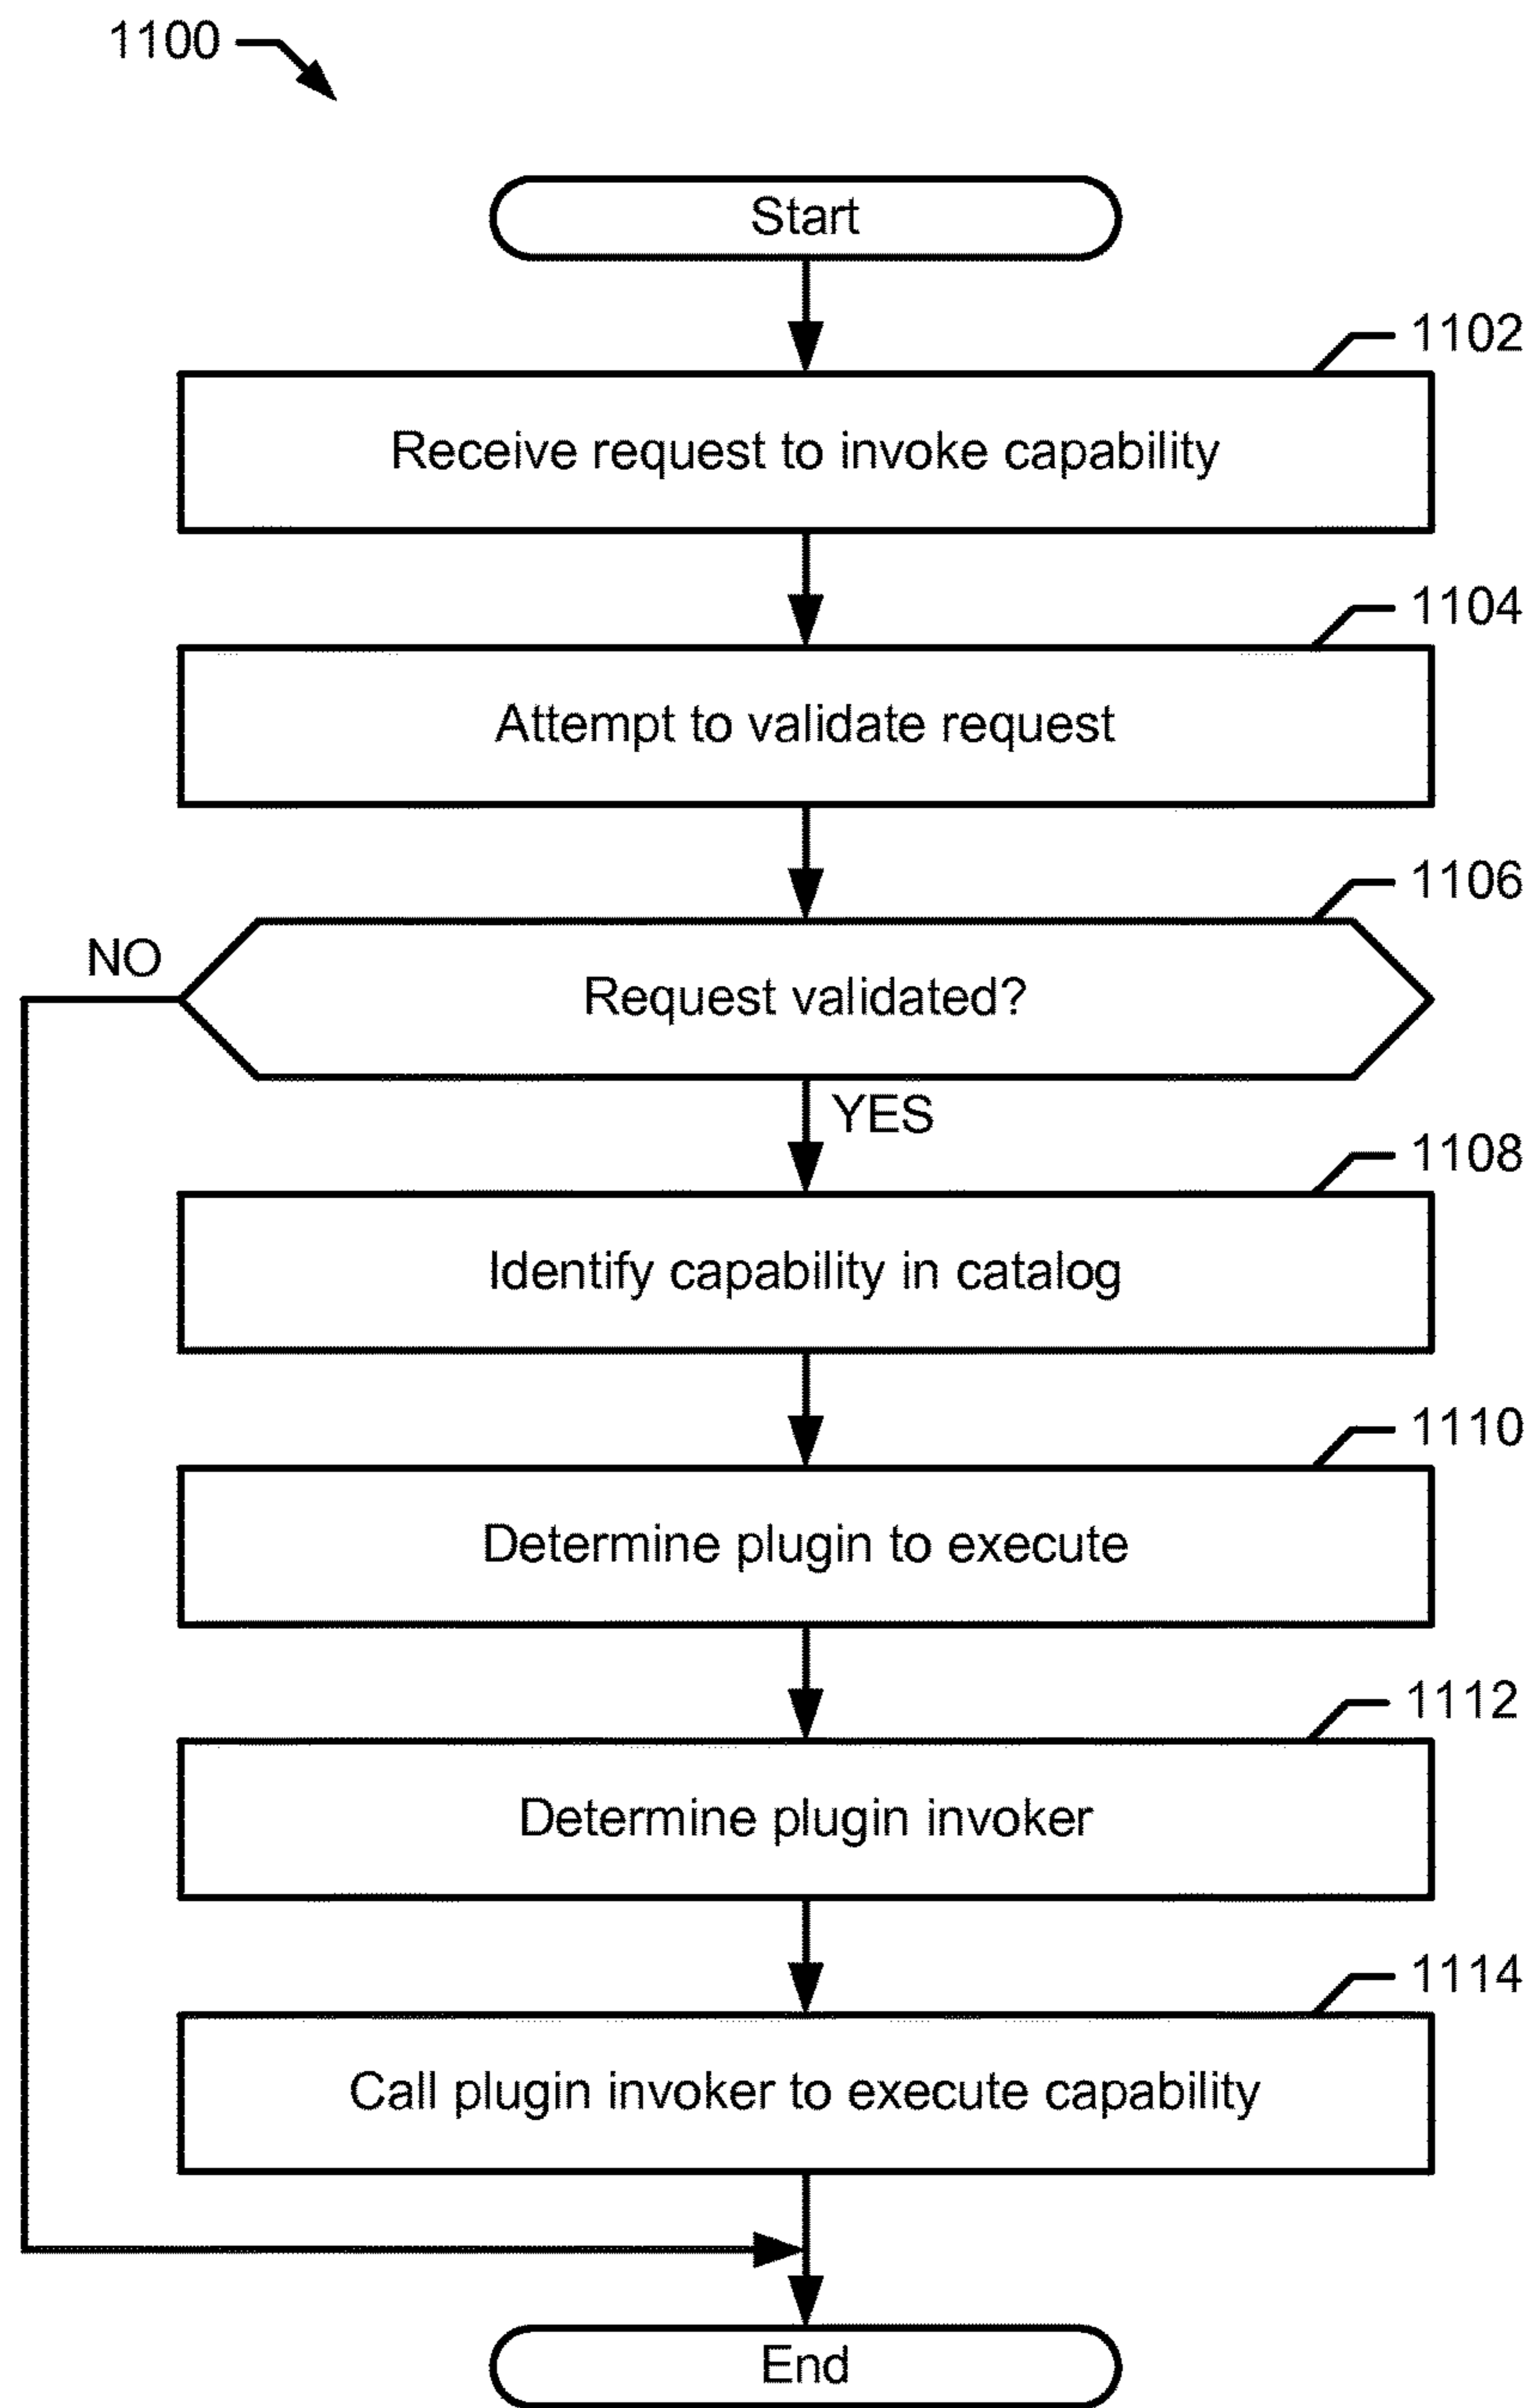 1100
Start
1102
Receive request to invoke capability
1104
Attempt to validate request
1106
NO
Request validated?
YES
1108
Identify capability in catalog
1110
Determine plugin to execute
1112
Determine plugin invoker
1114
Call plugin invoker to execute capability
End